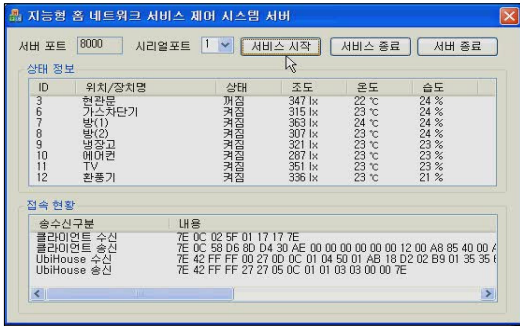 지능형 홈 네트워크 서비스 제어 시스템 서버
서버 포트 8000 시리얼포트 1 서비스 시작 서비스 종료 서버 종료
상태 정보
ID 위치/장치명 상태 조도 온도 습도
3 현관문 꺼짐 347 lx 22 ℃ 24 %
6 가스차단기 켜짐 315 lx 23 ℃ 24 %
7 방(1) 켜짐 363 lx 24 ℃ 24 %
8 방(2) 켜짐 307 lx 23 ℃ 24 %
9 냉장고 켜짐 321 lx 23 ℃ 23 %
10 에어컨 켜짐 287 lx 23 ℃ 23 %
11 TV 켜짐 351 lx 23 ℃ 23 %
12 환풍기 켜짐 336 lx 23 ℃ 21 %
접속 현황
송수신구분 내용
클라이언트 수신 7E 0C 02 5F 01 17 17 7E
클라이언트 송신 7E 0C 58 D6 8D D4 30 AE 00 00 00 00 00 00 12 00 A8 85 40 00
UbiHouse 수신 7E 42 FF FF 00 27 0D 0C 01 04 50 01 AB 18 D2 02 B9 01 35 35
UbiHouse 송신 7E 42 FF FF 27 27 05 0C 01 01 03 03 00 00 7E